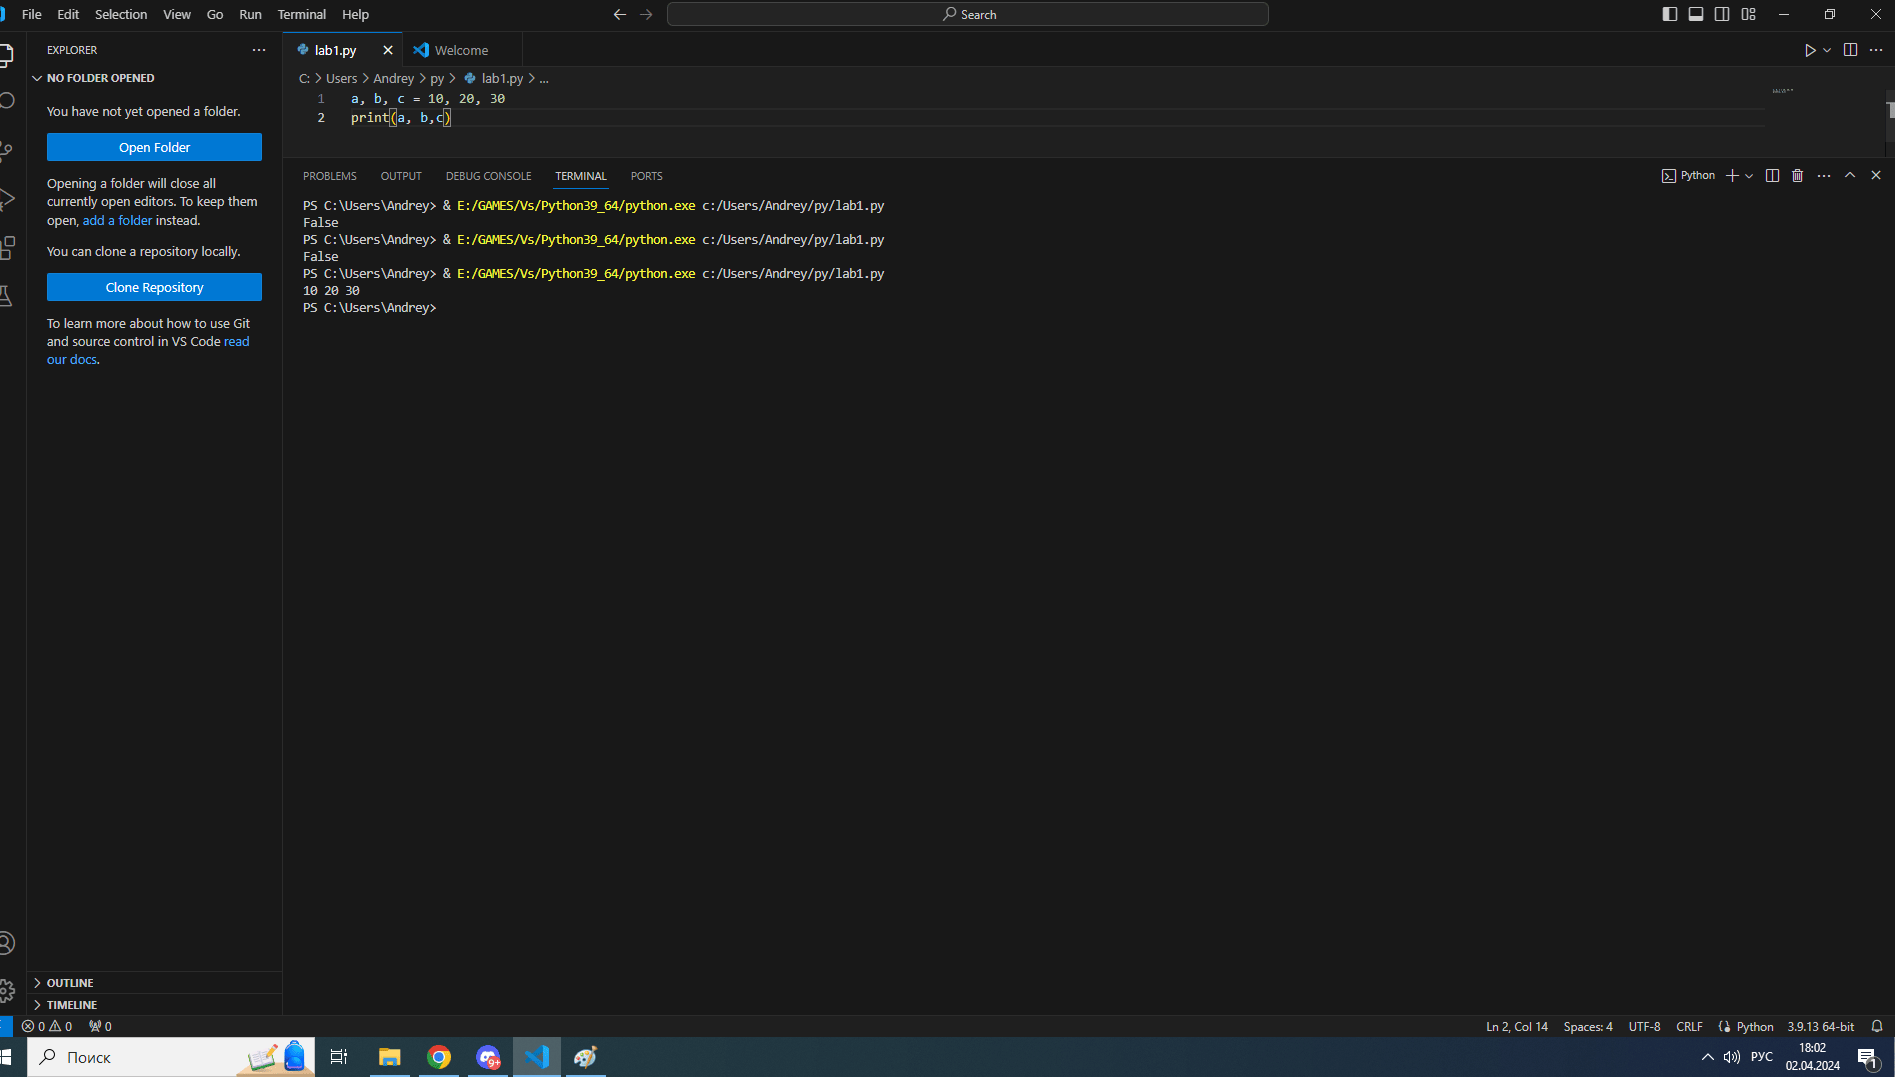 File Edit Selection View Go Run Terminal Help
Search
EXPLORER
NO FOLDER OPENED
You have not yet opened a folder.
Open Folder
Opening a folder will close all
currently open editors. To keep them
open, add a folder instead.
You can clone a repository locally.
Clone Repository
To learn more about how to use Git
and source control in VS Code read
our docs.
OUTLINE
TIMELINE
lab1.py Welcome
C: > Users > Andrey > py > lab1.py > ...
1 a, b, c = 10, 20, 30
2 print(a, b,c)
PROBLEMS OUTPUT DEBUG CONSOLE TERMINAL PORTS
Python
PS C:\Users\Andrey> & E:/GAMES/Vs/Python39_64/python.exe c:/Users/Andrey/py/lab1.py
False
PS C:\Users\Andrey> & E:/GAMES/Vs/Python39_64/python.exe c:/Users/Andrey/py/lab1.py
False
PS C:\Users\Andrey> & E:/GAMES/Vs/Python39_64/python.exe c:/Users/Andrey/py/lab1.py
10 20 30
PS C:\Users\Andrey>
0 0 0
Ln 2, Col 14 Spaces: 4 UTF-8 CRLF Python 3.9.13 64-bit
Поиск
9+
РУС
18:02
02.04.2024
1